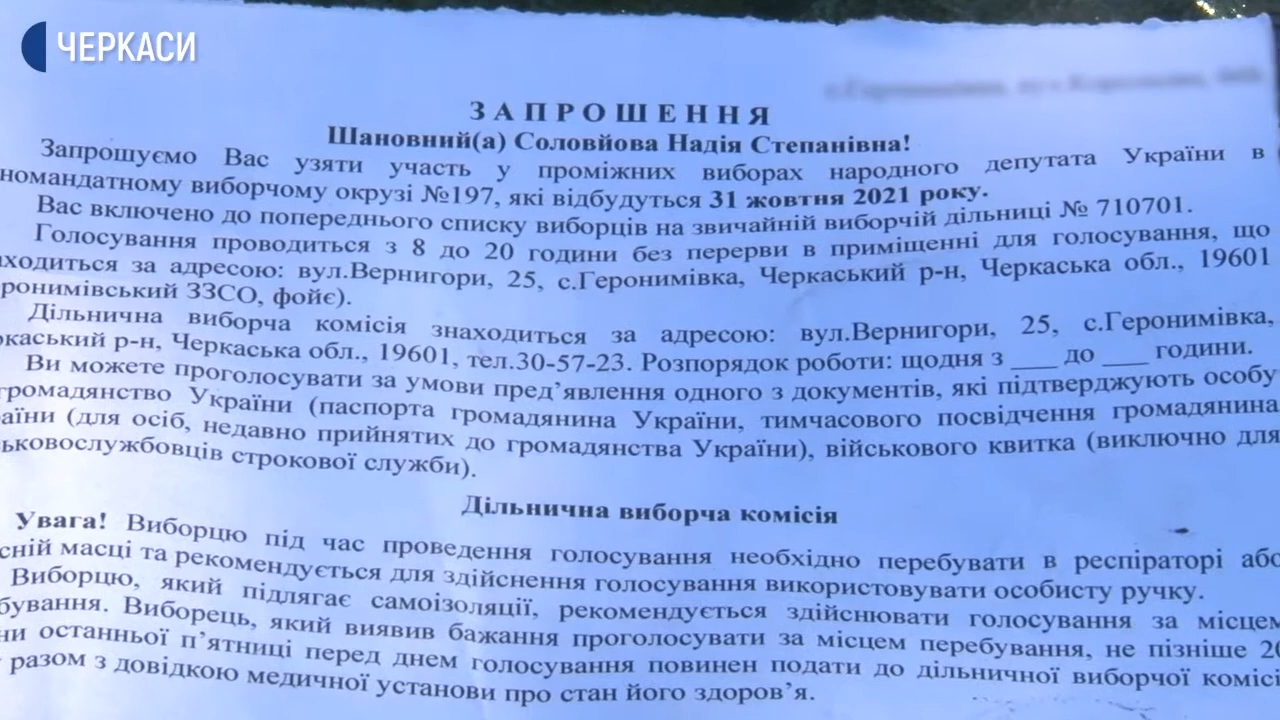 ЧЕРКАСИ
ЗАПРОШЕННЯ
Шановний(а) Соловйова Надія Степанівна!
Запрошуємо Вас узяти участь у проміжних виборах народного депутата України в
номандатному виборчому окрузі №197, які відбудуться 31 жовтня 2021 року.
Вас включено до попереднього списку виборців на звичайній виборчій дільниці № 710701.
Голосування проводиться з 8 до 20 години без перерви в приміщенні для голосування, що
аходиться за адресою: вул.Вернигори, 25, с.Геронимівка, Черкаський р-н, Черкаська обл., 19601
еронимівський ЗЗСО, фойє).
Дільнична виборча комісія знаходиться за адресою: вул.Вернигори, 25, с.Геронимівка,
ркаський р-н, Черкаська обл., 19601, тел.30-57-23. Розпорядок роботи: щодня з ___ до ___ години.
Ви можете проголосувати за умови пред’явлення одного з документів, які підтверджують особу
громадянство України (паспорта громадянина України, тимчасового посвідчення громадянина
аїни (для осіб, недавно прийнятих до громадянства України), військового квитка (виключно для
ськовослужбовців строкової служби).
Дільнична виборча комісія
Увага! Виборцю під час проведення голосування необхідно перебувати в респіраторі або
сній масці та рекомендується для здійснення голосування використовувати особисту ручку.
Виборцю, який підлягає самоізоляції, рекомендується здійснювати голосування за місцем
бування. Виборець, який виявив бажання проголосувати за місцем перебування, не пізніше 20
ни останньої п’ятниці перед днем голосування повинен подати до дільничної виборчої комісі
разом з довідкою медичної установи про стан його здоров’я.